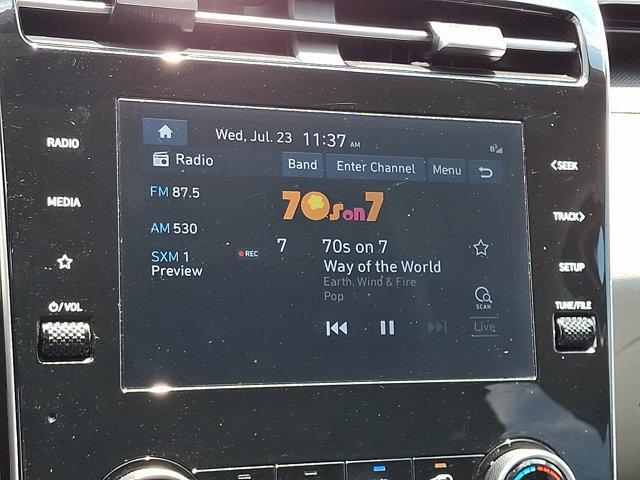 Wed, Jul. 23 11:37 AM
Radio
Band Enter Channel Menu
FM 87.5
AM 530
SXM 1
Preview
70s on 7
REC 7 70s on 7
Way of the World
Earth, Wind & Fire
Pop
SCAN
Live
RADIO
MEDIA
/VOL
<SEEK
TRACK>
SETUP
TUNE/FILE